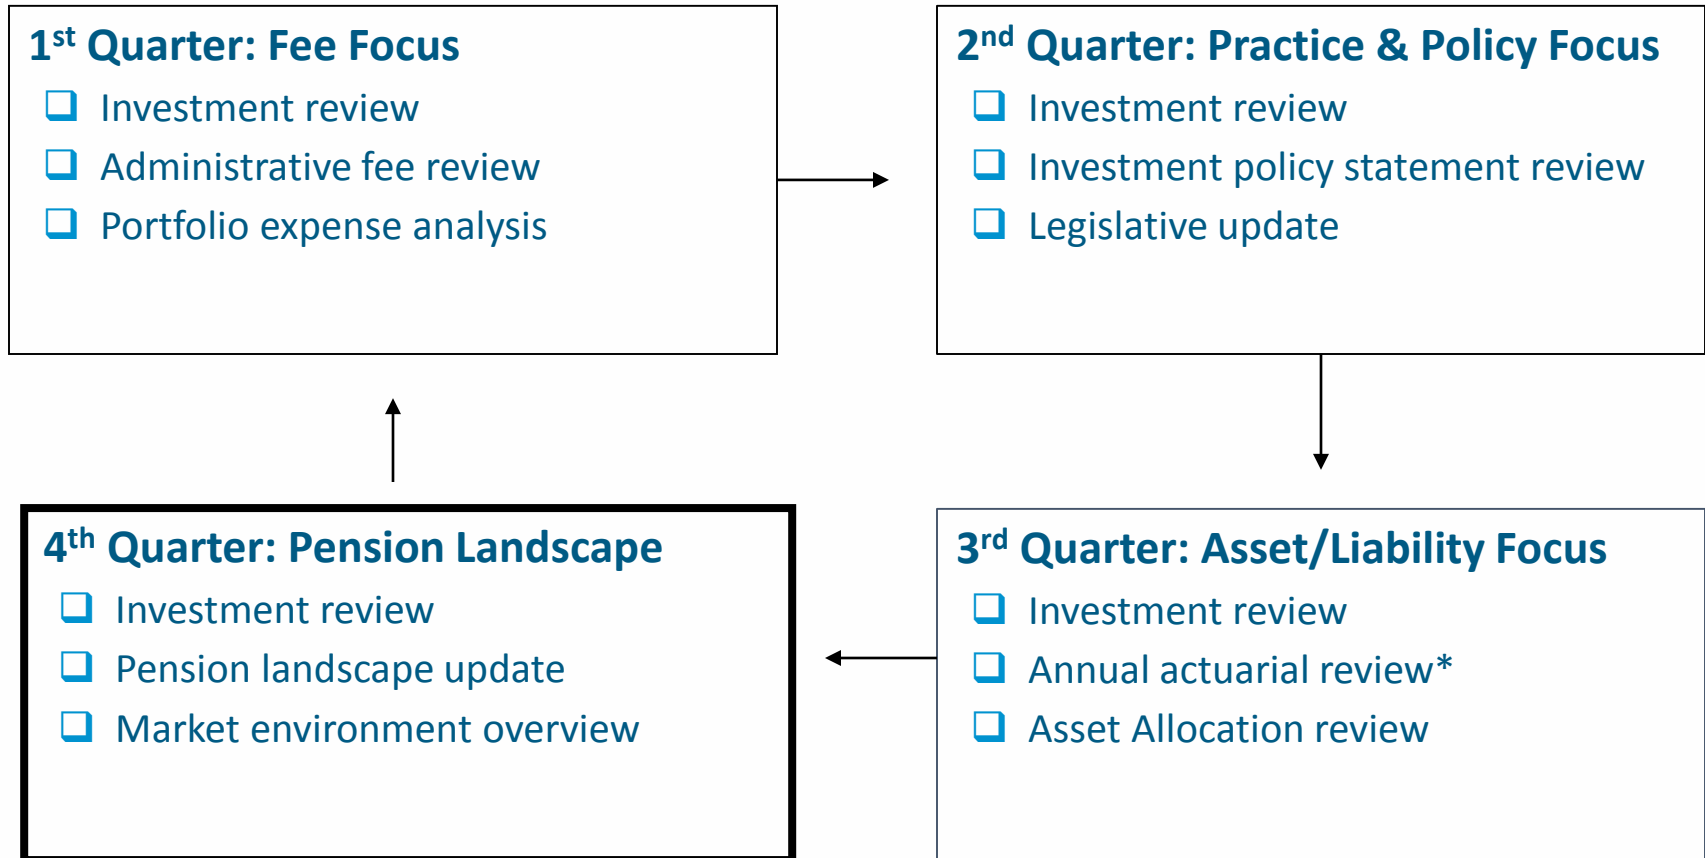 1st Quarter: Fee Focus
❑ Investment review
❑ Administrative fee review
❑ Portfolio expense analysis
2nd Quarter: Practice & Policy Focus
❑ Investment review
❑ Investment policy statement review
❑ Legislative update
3rd Quarter: Asset/Liability Focus
❑ Investment review
❑ Annual actuarial review*
❑ Asset Allocation review
4th Quarter: Pension Landscape
❑ Investment review
❑ Pension landscape update
❑ Market environment overview